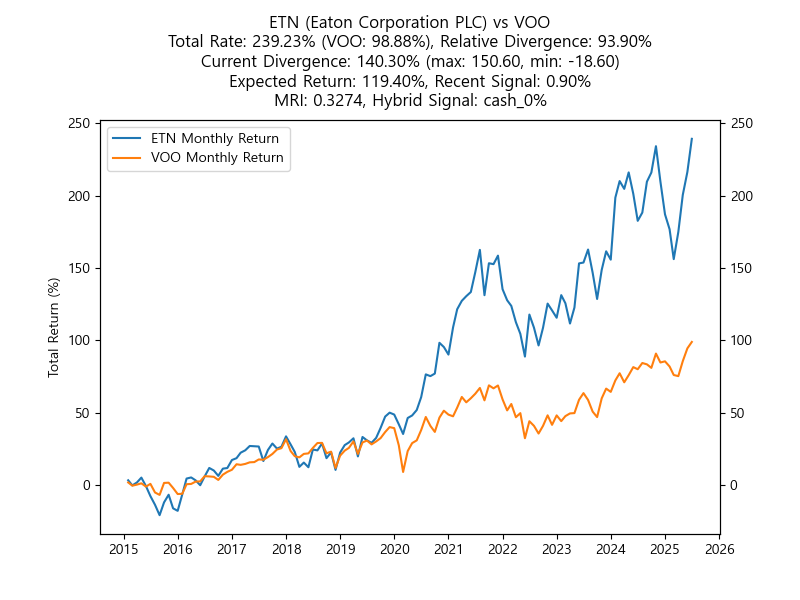 ETN (Eaton Corporation PLC) vs VOO
Total Rate: 239.23% (VOO: 98.88%), Relative Divergence: 93.90%
Current Divergence: 140.30% (max: 150.60, min: -18.60)
Expected Return: 119.40%, Recent Signal: 0.90%
MRI: 0.3274, Hybrid Signal: cash_0%
ETN Monthly Return
VOO Monthly Return
Total Return (%)
250
200
150
100
50
0
250
200
150
100
50
0
2015 2016 2017 2018 2019 2020 2021 2022 2023 2024 2025 2026